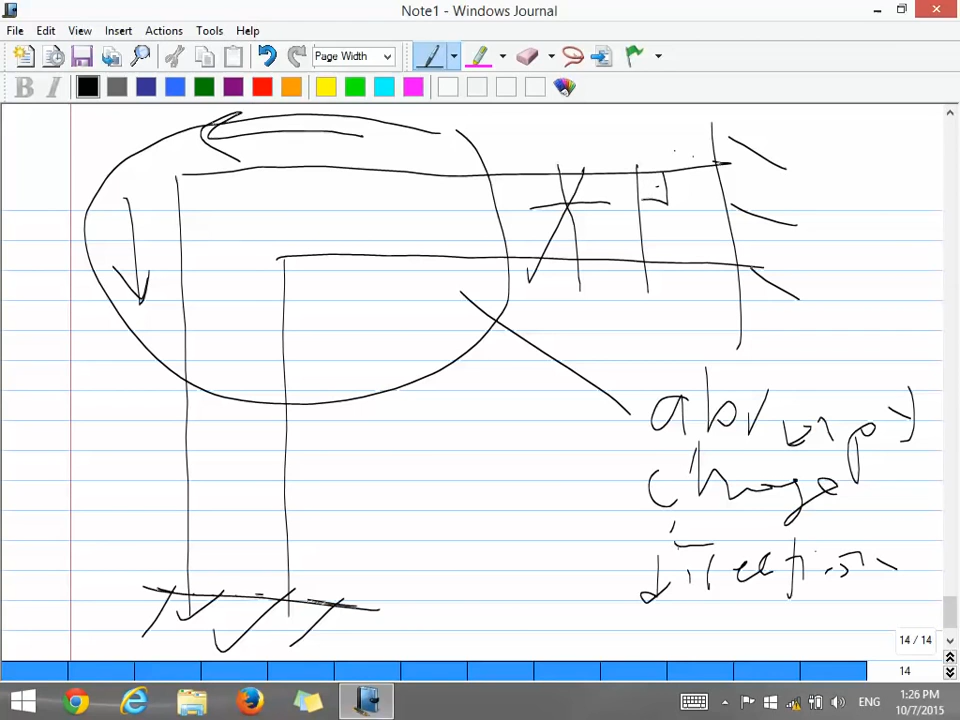 Note1 - Windows Journal
File Edit View Insert Actions Tools Help
Page Width
B I
change
direction
14 / 14
14
ENG
1:26 PM
10/7/2015